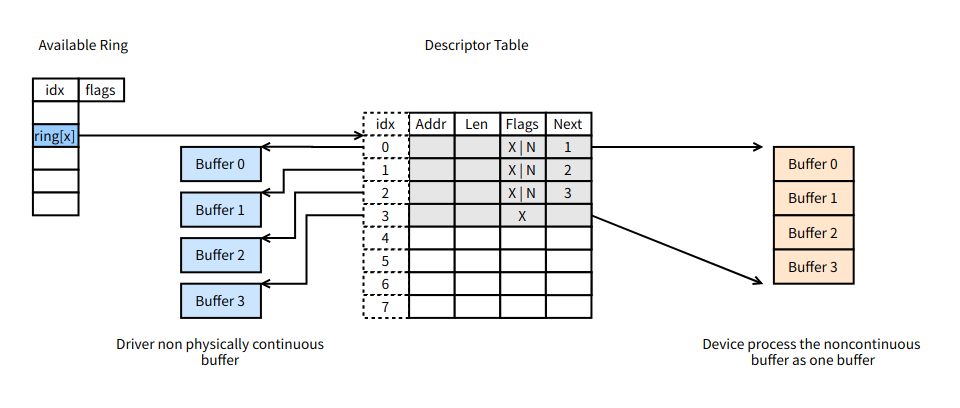 Available Ring
Descriptor Table
idx flags
ring[x]
idx Addr Len Flags Next
0 X | N 1
1 X | N 2
2 X | N 3
3 X
4
5
6
7
Buffer 0
Buffer 1
Buffer 2
Buffer 3
Buffer 0
Buffer 1
Buffer 2
Buffer 3
Driver non physically continuous
buffer
Device process the noncontinuous
buffer as one buffer